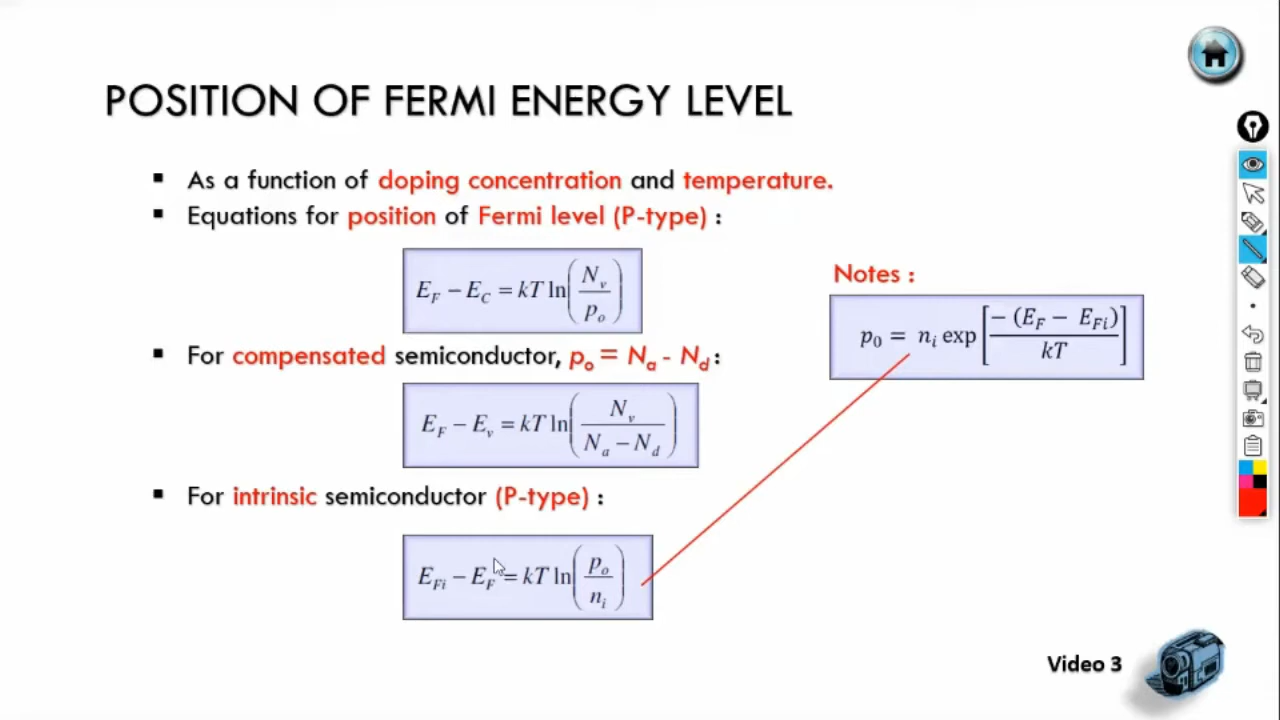 POSITION OF FERMI ENERGY LEVEL
▪ As a function of doping concentration and temperature.
▪ Equations for position of Fermi level (P-type) :
E_F − E_C = kT ln(N_v / p_o)
▪ For compensated semiconductor, p_o = N_a - N_d :
E_F − E_v = kT ln(N_v / (N_a − N_d))
▪ For intrinsic semiconductor (P-type) :
E_Fi − E_F = kT ln(p_o / n_i)
Notes :
p_0 = n_i exp[− (E_F − E_Fi) / kT]
Video 3